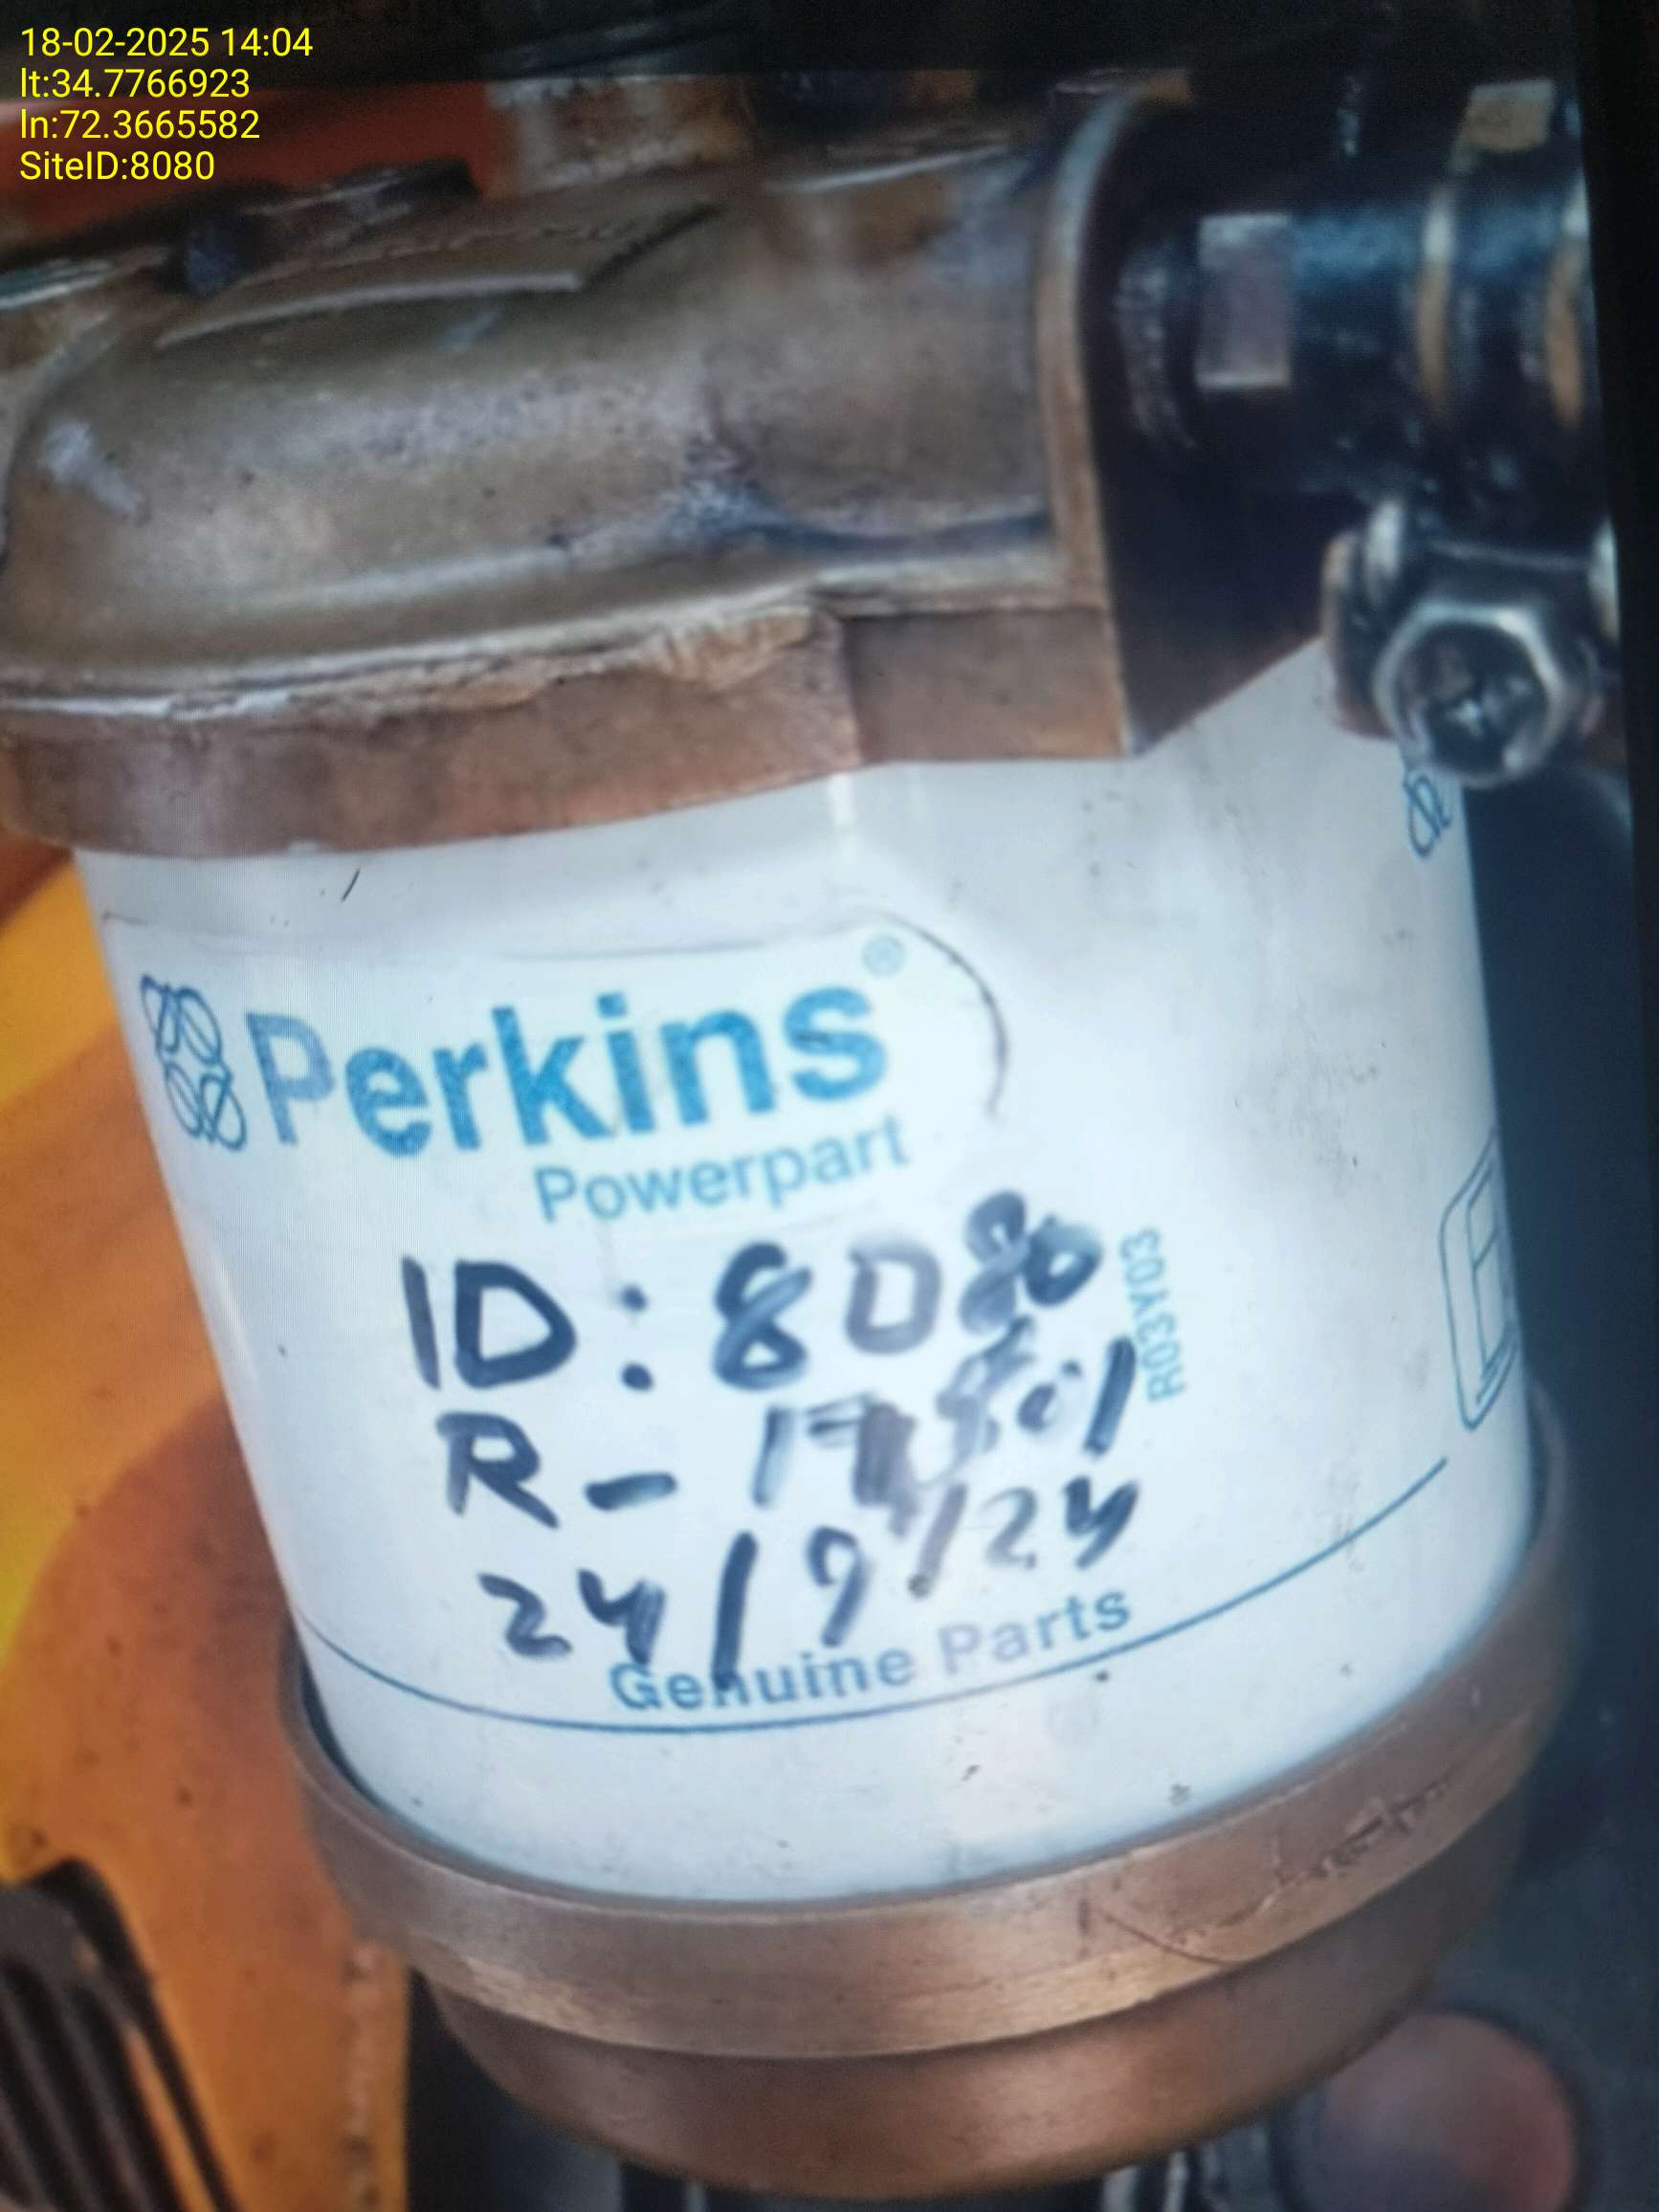 18-02-2025 14:04
lt:34.7766923
ln:72.3665582
SiteID:8080
Perkins®
Powerpart
ID: 8080
R03Y03
R-
24/9/24
Genuine Parts